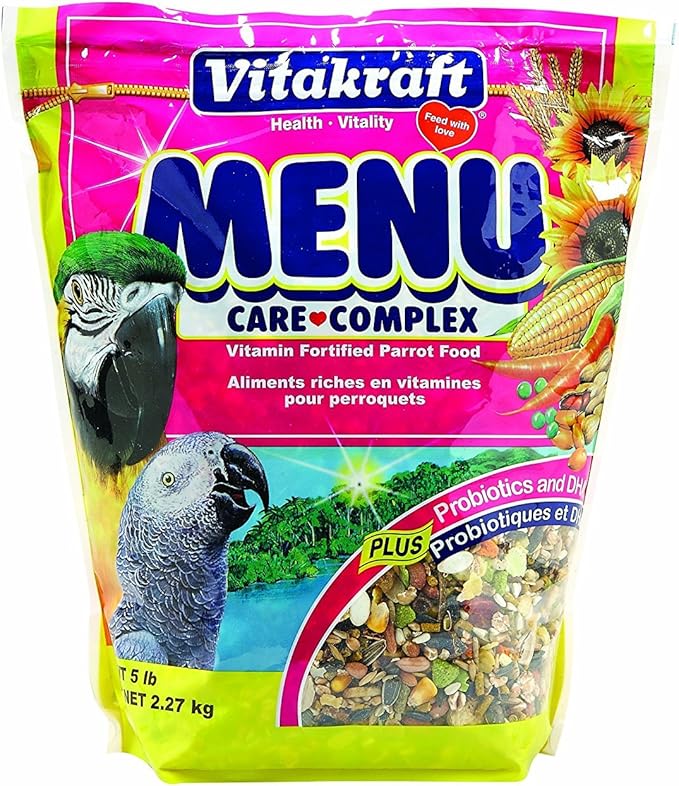 Vitakraft
Health · Vitality
Feed with
love
®
MENU
CARE♥COMPLEX
Vitamin Fortified Parrot Food
Aliments riches en vitamines
pour perroquets
PLUS
Probiotics and
Probiotiques et
5 lb
NET 2.27 kg